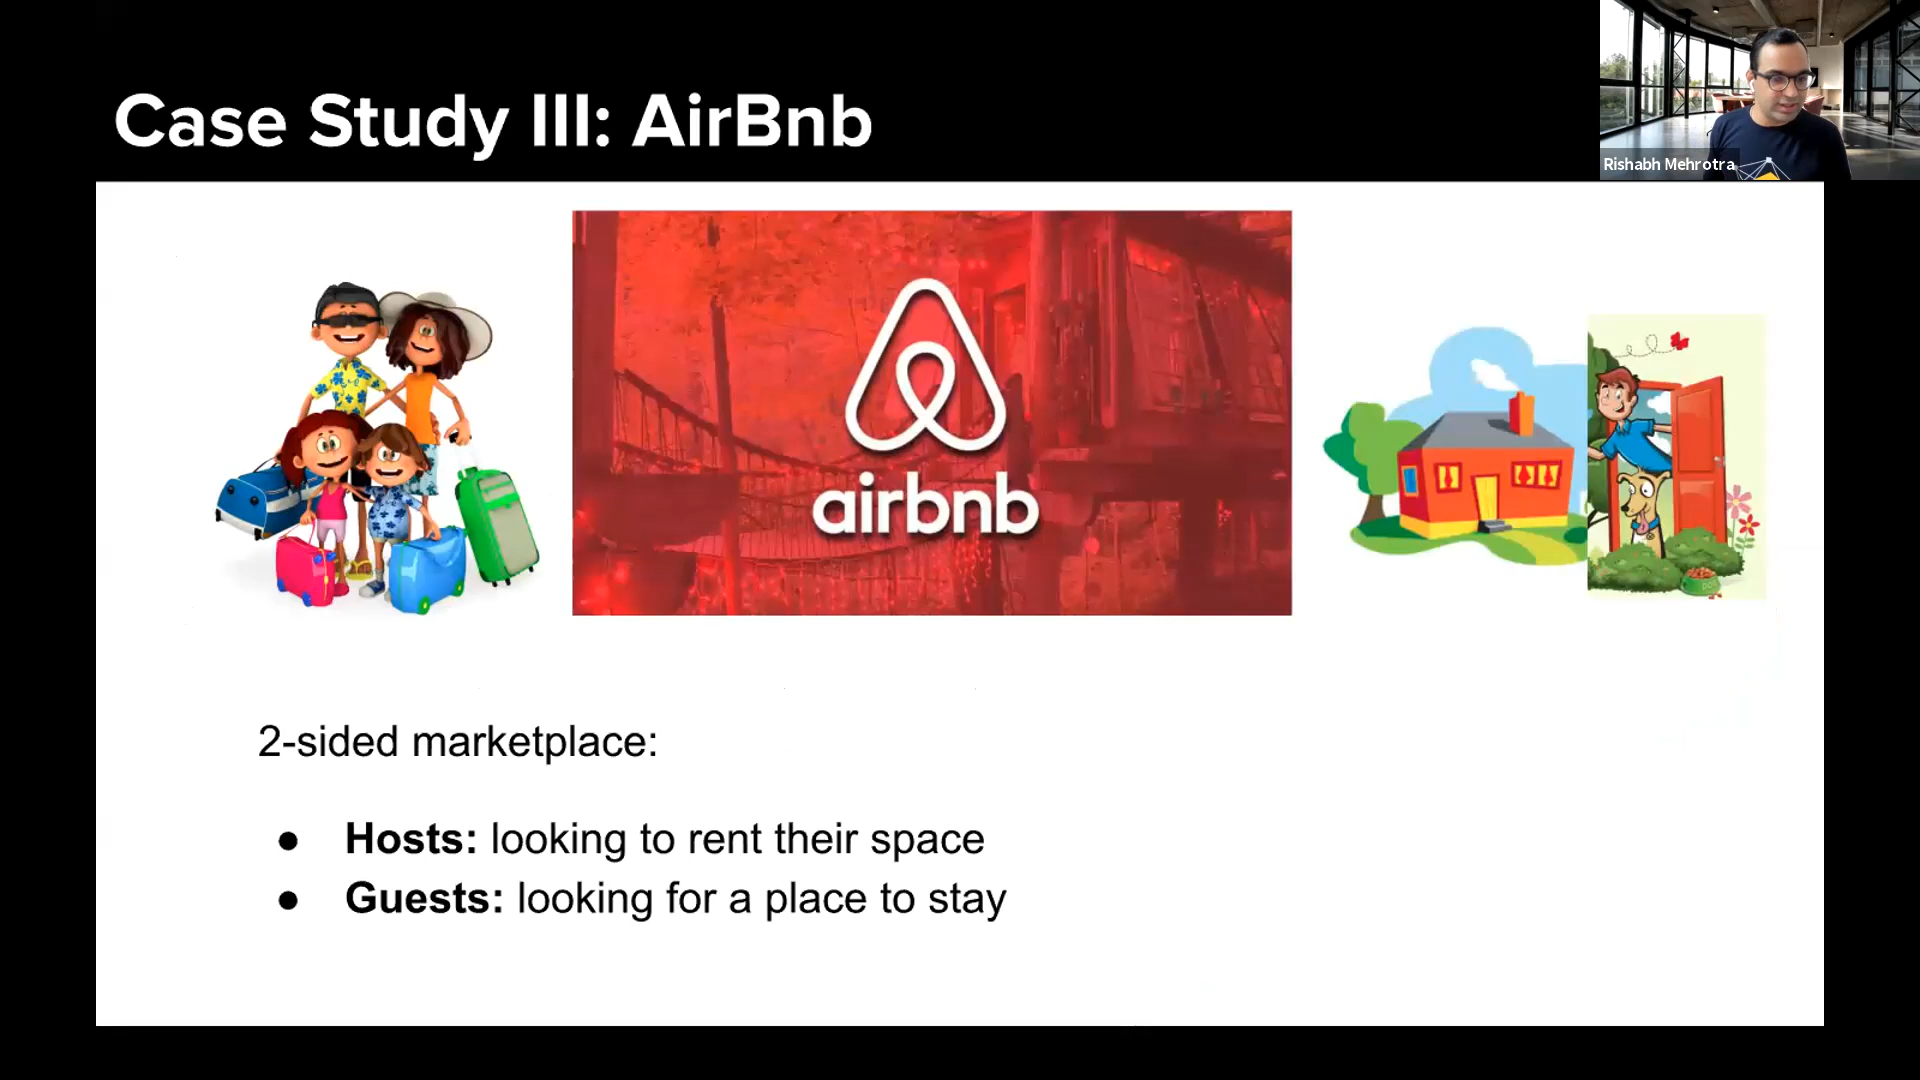 Case Study III: AirBnb
Rishabh Mehrotra
airbnb
2-sided marketplace:
● Hosts: looking to rent their space
● Guests: looking for a place to stay